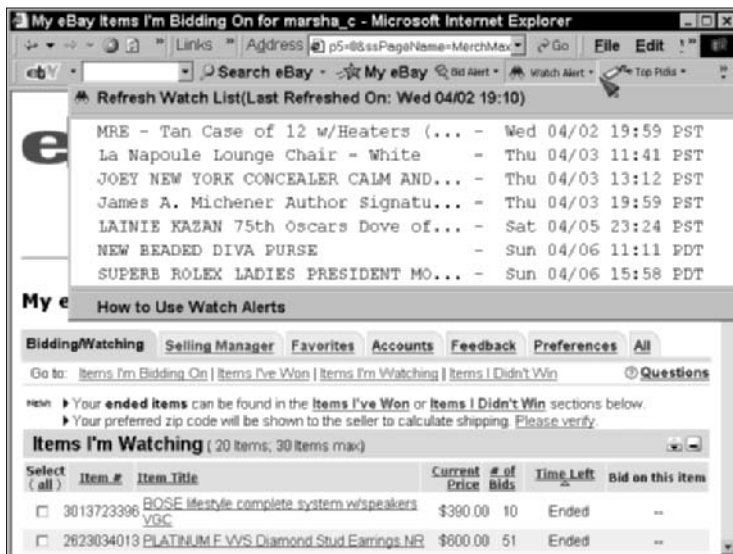 My eBay Items I'm Bidding On for marsha_c - Microsoft Internet Explorer
Links » Address p5=0&ssPageName=MerchMax Go File Edit
ebY Search eBay My eBay Bid Alert Watch Alert Top Picks
Refresh Watch List(Last Refreshed On: Wed 04/02 19:10)
MRE - Tan Case of 12 w/Heaters (... - Wed 04/02 19:59 PST
La Napoule Lounge Chair - White - Thu 04/03 11:41 PST
JOEY NEW YORK CONCEALER CALM AND... - Thu 04/03 13:12 PST
James A. Michener Author Signatu... - Thu 04/03 19:59 PST
LAINIE KAZAN 75th Oscars Dove of... - Sat 04/05 23:24 PST
NEW BEADED DIVA PURSE - Sun 04/06 11:11 PDT
SUPERB ROLEX LADIES PRESIDENT MO... - Sun 04/06 15:58 PDT
How to Use Watch Alerts
My e
Bidding/Watching Selling Manager Favorites Accounts Feedback Preferences All
Go to: Items I'm Bidding On | Items I've Won | Items I'm Watching | Items I Didn't Win Questions
New! Your ended items can be found in the Items I've Won or Items I Didn't Win sections below.
Your preferred zip code will be shown to the seller to calculate shipping. Please verify.
Items I'm Watching ( 20 Items; 30 Items max)
Select (all) Item # Item Title Current Price # of Bids Time Left Bid on this item
3013723396 BOSE lifestyle complete system w/speakers VGC $390.00 10 Ended --
2623034013 PLATINUM F VVS Diamond Stud Earrings NR $600.00 51 Ended --